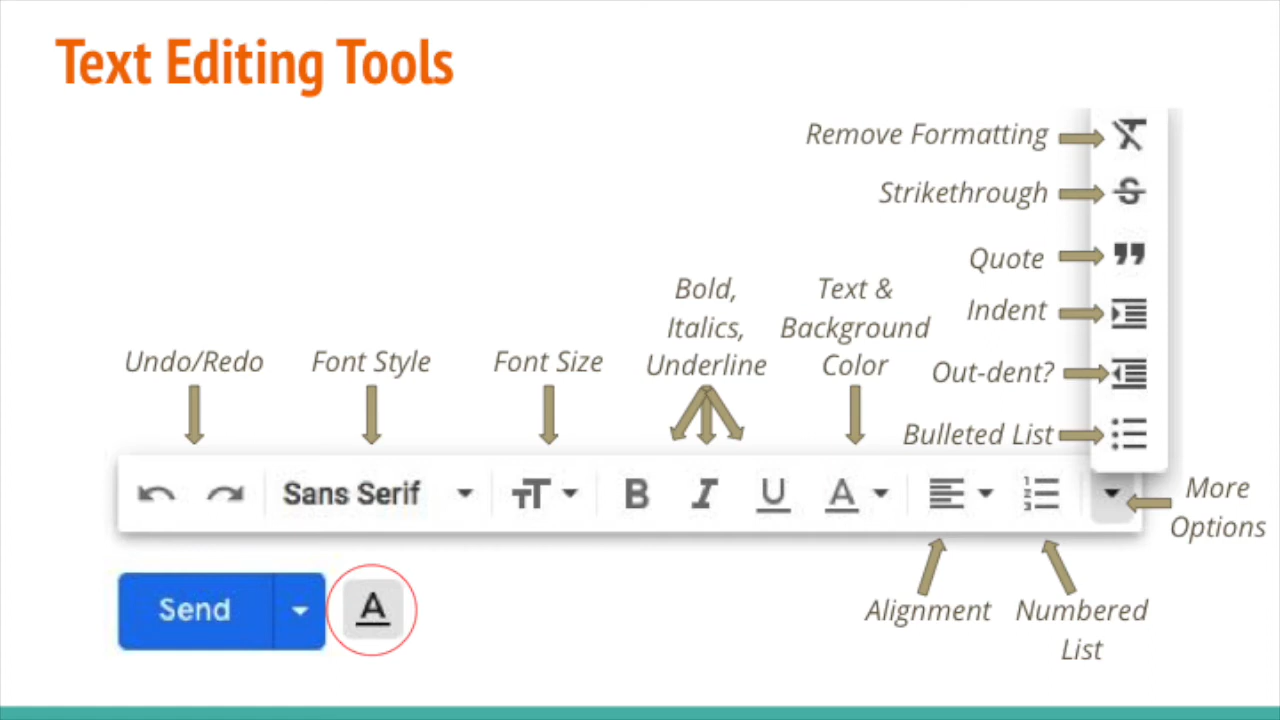 Text Editing Tools
Remove Formatting
Strikethrough
Quote
Indent
Out-dent?
Bulleted List
Undo/Redo
Font Style
Font Size
Bold,
Italics,
Underline
Text &
Background
Color
Sans Serif
B I U A
More
Options
Send
A
Alignment
Numbered
List